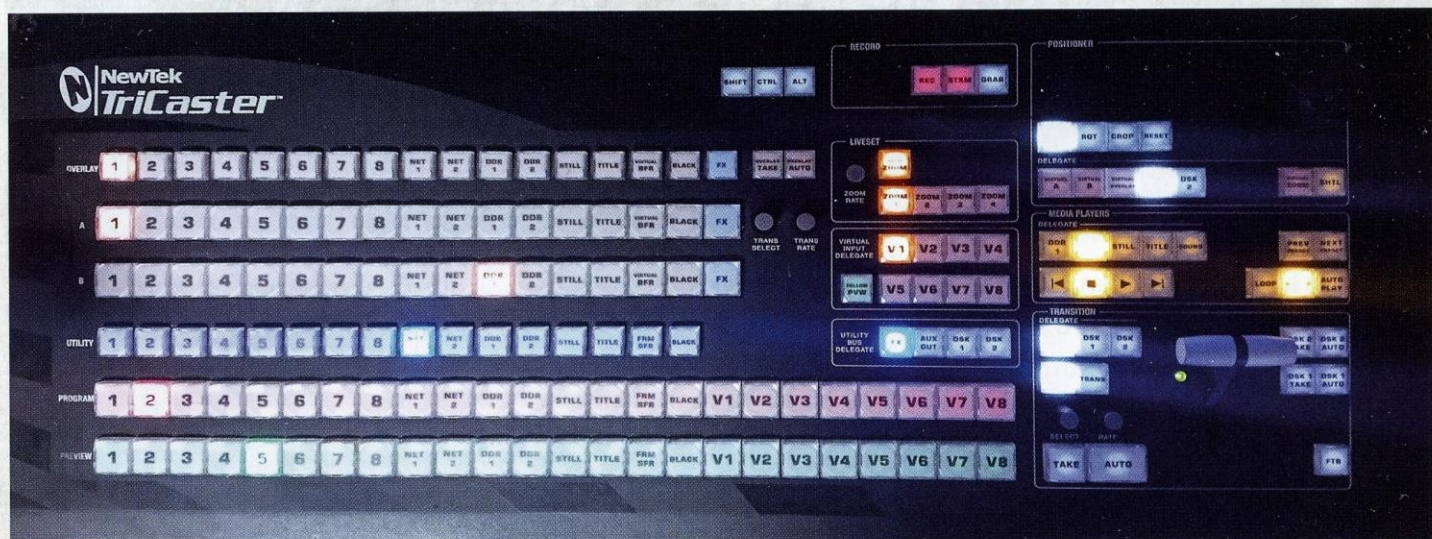 NewTek
TriCaster™
SHIFT CTRL ALT
RECORD
REC STRM GRAB
POSITIONER
ROT CROP RESET
DELEGATE
VIRTUAL A VIRTUAL B VIRTUAL OVERLAY DSK 2
SHTL
OVERLAY 1 2 3 4 5 6 7 8 NET 1 NET 2 DDR 1 DDR 2 STILL TITLE VIRTUAL BFR BLACK FX OVERLAY TAKE OVERLAY AUTO
A 1 2 3 4 5 6 7 8 NET 1 NET 2 DDR 1 DDR 2 STILL TITLE VIRTUAL BFR BLACK FX
TRANS SELECT TRANS RATE
B 1 2 3 4 5 6 7 8 NET 1 NET 2 DDR 1 DDR 2 STILL TITLE VIRTUAL BFR BLACK FX
UTILITY 1 2 3 4 5 6 7 8 NET 2 DDR 1 DDR 2 STILL TITLE FRM BFR BLACK
PROGRAM 1 2 3 4 5 6 7 8 NET 1 NET 2 DDR 1 DDR 2 STILL TITLE FRM BFR BLACK V1 V2 V3 V4 V5 V6 V7 V8
PREVIEW 1 2 3 4 5 6 7 8 NET 1 NET 2 DDR 1 DDR 2 STILL TITLE FRM BFR BLACK V1 V2 V3 V4 V5 V6 V7 V8
LIVESET
ZOOM RATE
ZOOM
ZOOM 1 ZOOM 2 ZOOM 3 ZOOM 4
VIRTUAL INPUT DELEGATE
V1 V2 V3 V4
FOLLOW PVW V5 V6 V7 V8
UTILITY BUS DELEGATE
FX AUX OUT DSK 1 DSK 2
MEDIA PLAYERS
DELEGATE
DDR 1 STILL TITLE SOUND PREV PRESET NEXT PRESET
LOOP AUTO PLAY
TRANSITION
DELEGATE
DSK 1 DSK 2 DSK 2 TAKE DSK 2 AUTO
TRANS DSK 1 TAKE DSK 1 AUTO
SELECT RATE
TAKE AUTO FTB